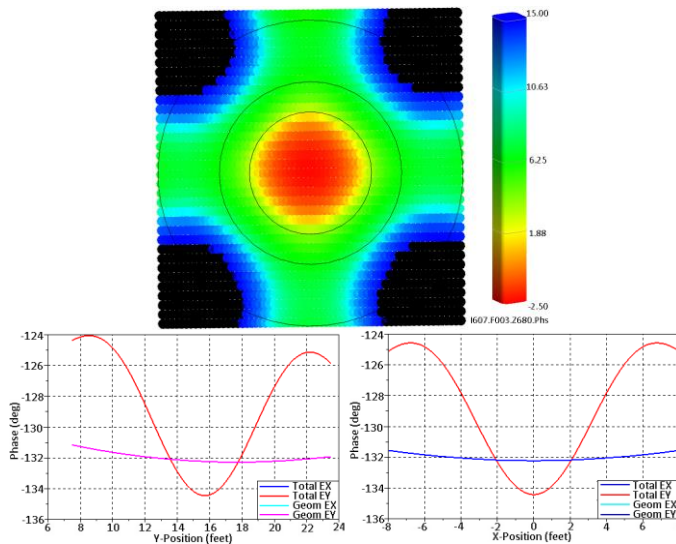 15.00
10.63
6.25
1.88
-2.50
I607.F003.Z680.Phs
-124
-126
-128
-130
-132
-134
-136
Phase (deg)
8 10 12 14 16 18 20 22 24
Y-Position (feet)
Total EX
Total EY
Geom EX
Geom EY
-124
-126
-128
-130
-132
-134
-136
Phase (deg)
-8 -6 -4 -2 0 2 4 6 8
X-Position (feet)
Total EX
Total EY
Geom EX
Geom EY